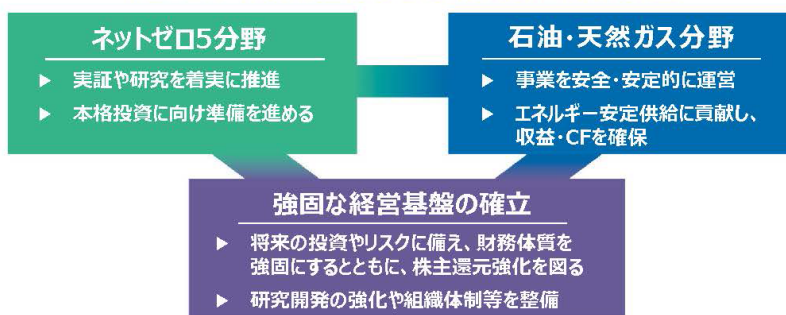 ネットゼロ5分野
▶ 実証や研究を着実に推進
▶ 本格投資に向け準備を進める
石油・天然ガス分野
▶ 事業を安全・安定的に運営
▶ エネルギー安定供給に貢献し、
収益・CFを確保
強固な経営基盤の確立
▶ 将来の投資やリスクに備え、財務体質を
強固にするとともに、株主還元強化を図る
▶ 研究開発の強化や組織体制等を整備